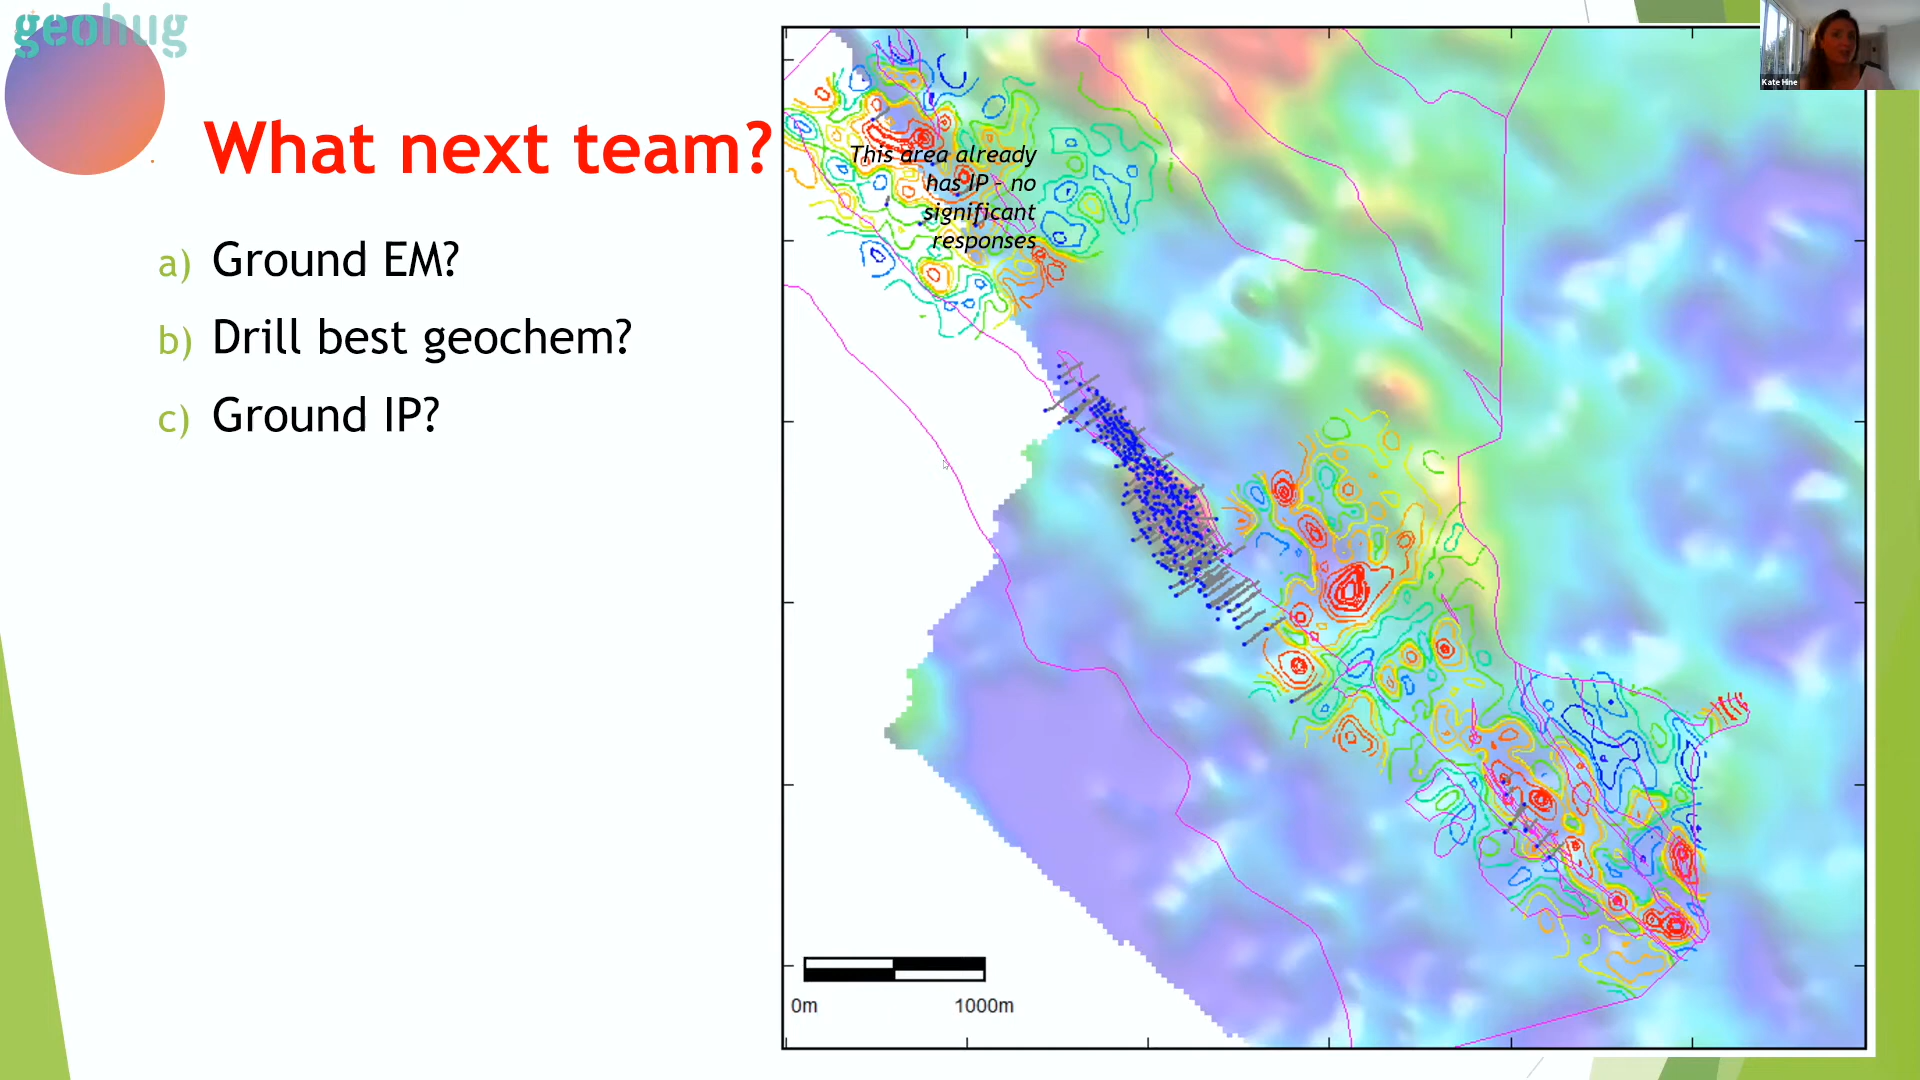 geohug
Kate Hine
What next team?
a) Ground EM?
b) Drill best geochem?
c) Ground IP?
This area already
has IP - no
significant
responses
0m 1000m